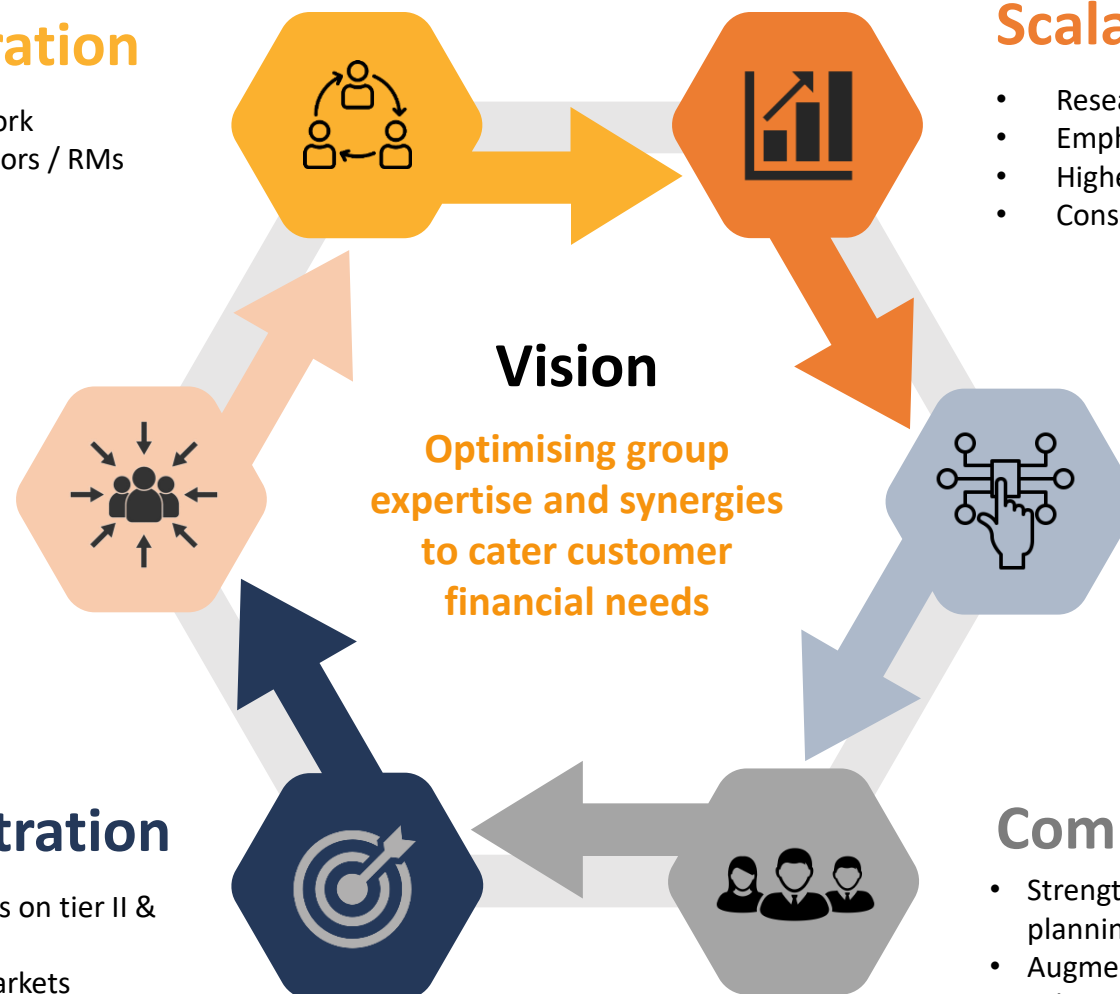 ration
ork
ors / RMs
Scala
• Resea
• Emph
• Highe
• Cons
Vision
Optimising group
expertise and synergies
to cater customer
financial needs
tration
s on tier II &
arkets
Com
• Strengt
plannin
• Augme